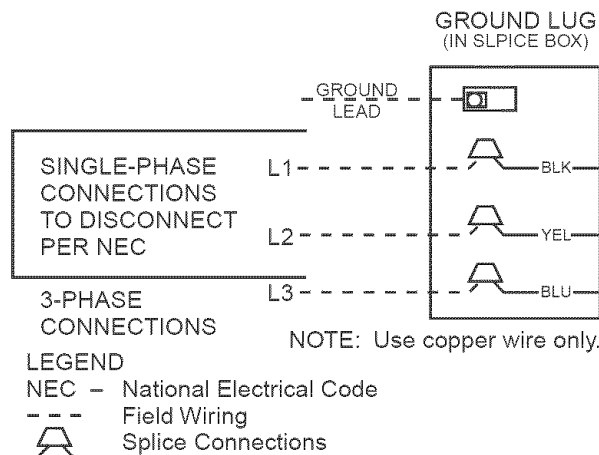 GROUND LUG
(IN SLPICE BOX)
GROUND
LEAD
SINGLE-PHASE
CONNECTIONS
TO DISCONNECT
PER NEC
L1
BLK
L2
YEL
L3
BLU
3-PHASE
CONNECTIONS
NOTE: Use copper wire only.
LEGEND
NEC – National Electrical Code
Field Wiring
Splice Connections